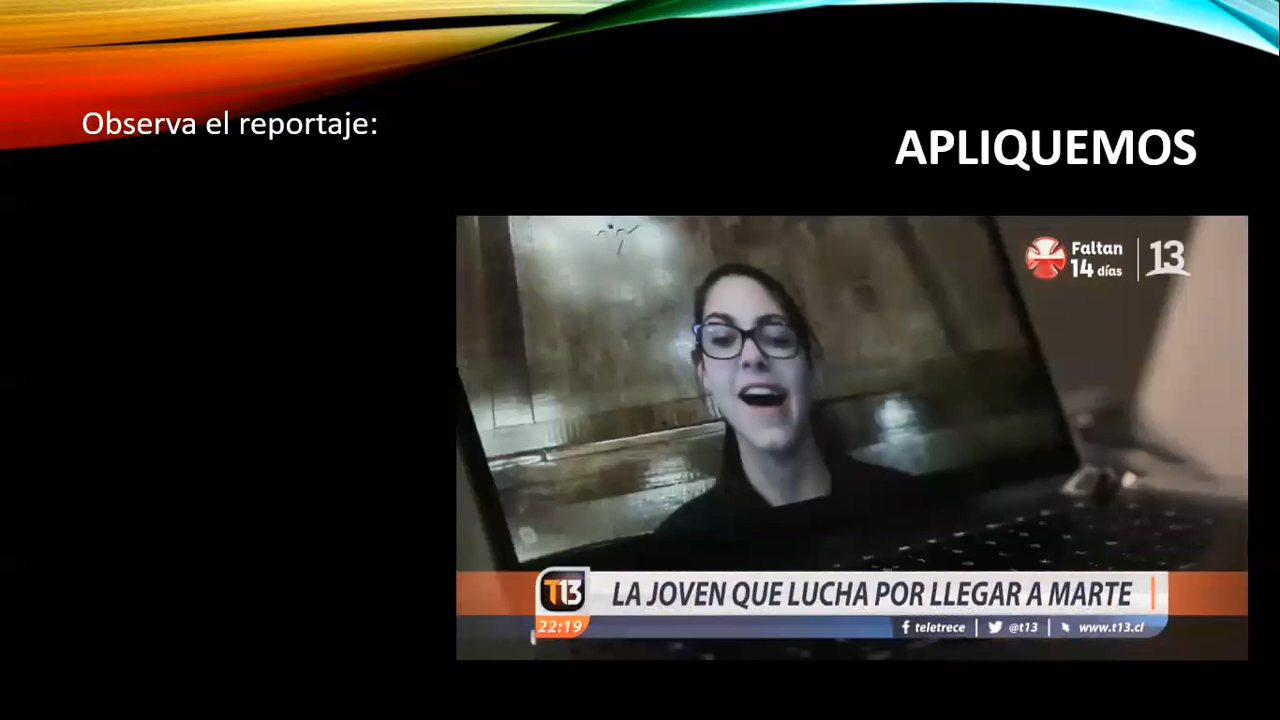 Observa el reportaje:
APLIQUEMOS
Faltan
14 días
13
T13
LA JOVEN QUE LUCHA POR LLEGAR A MARTE
22:19
teletrece
@t13
www.t13.cl